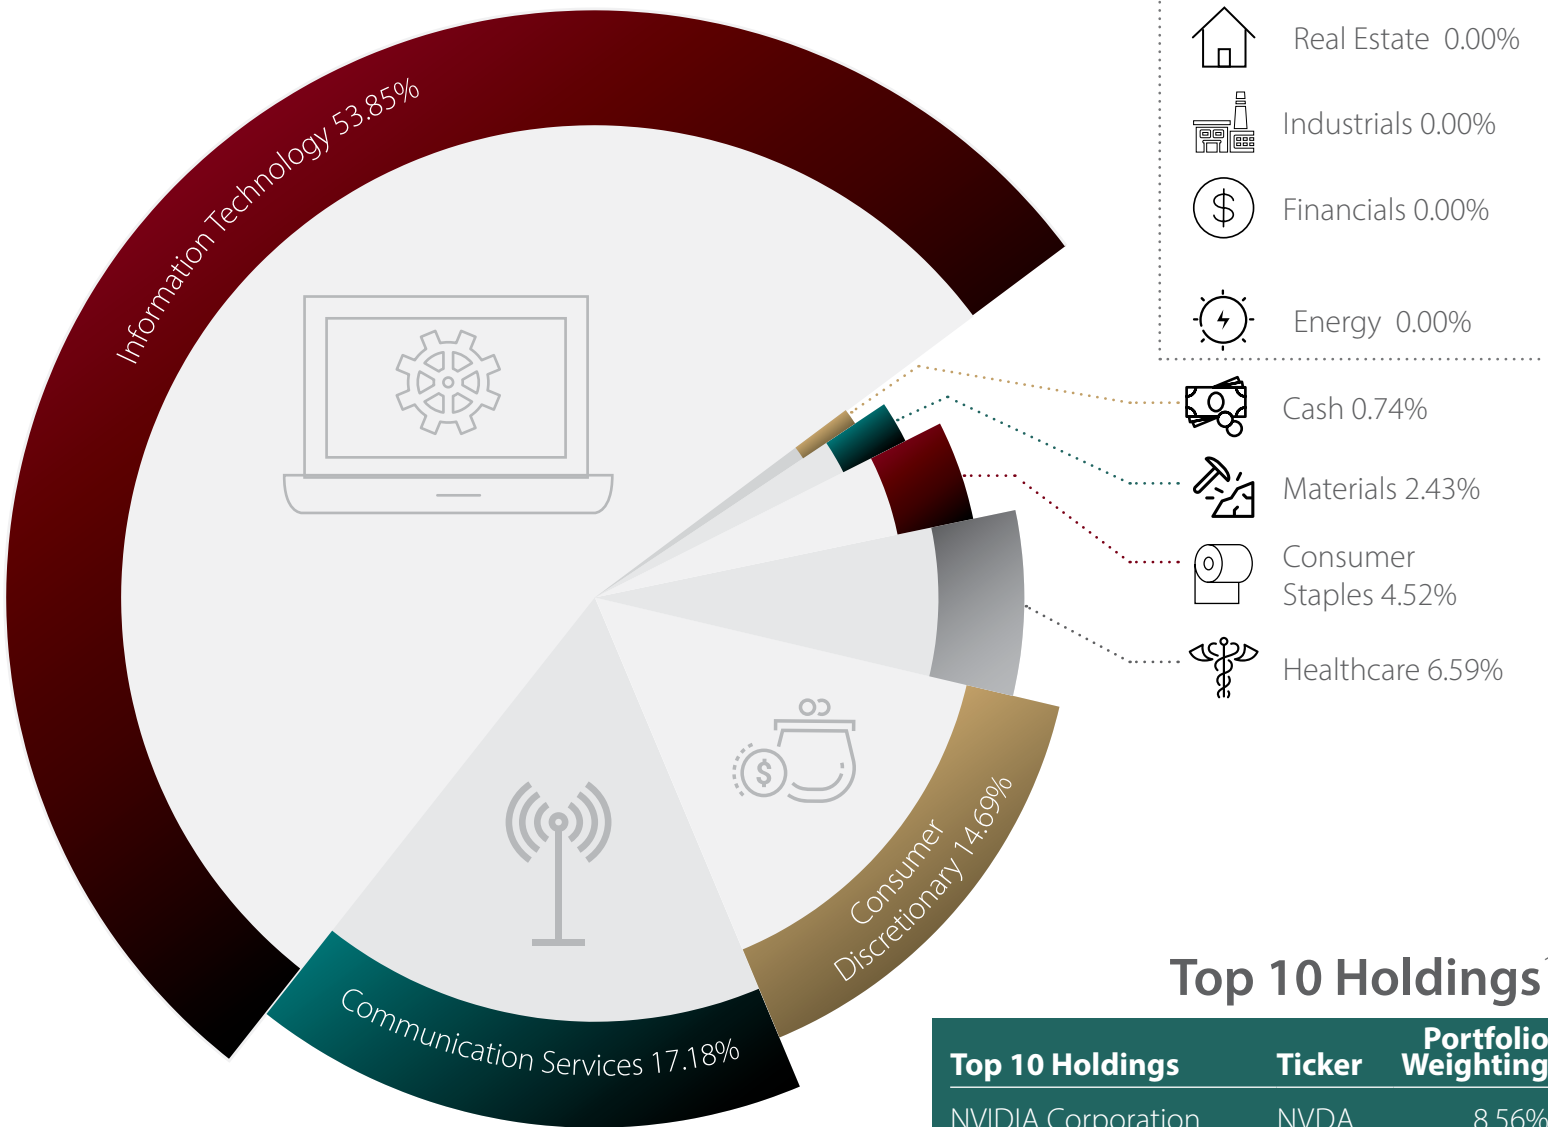 Information Technology 53.85%
Real Estate 0.00%
Industrials 0.00%
Financials 0.00%
Energy 0.00%
Cash 0.74%
Materials 2.43%
Consumer
Staples 4.52%
Healthcare 6.59%
Consumer
Discretionary 14.69%
Communication Services 17.18%
Top 10 Holdings
Top 10 Holdings Ticker Portfolio Weighting
NVIDIA Corporation NVDA 8.56%